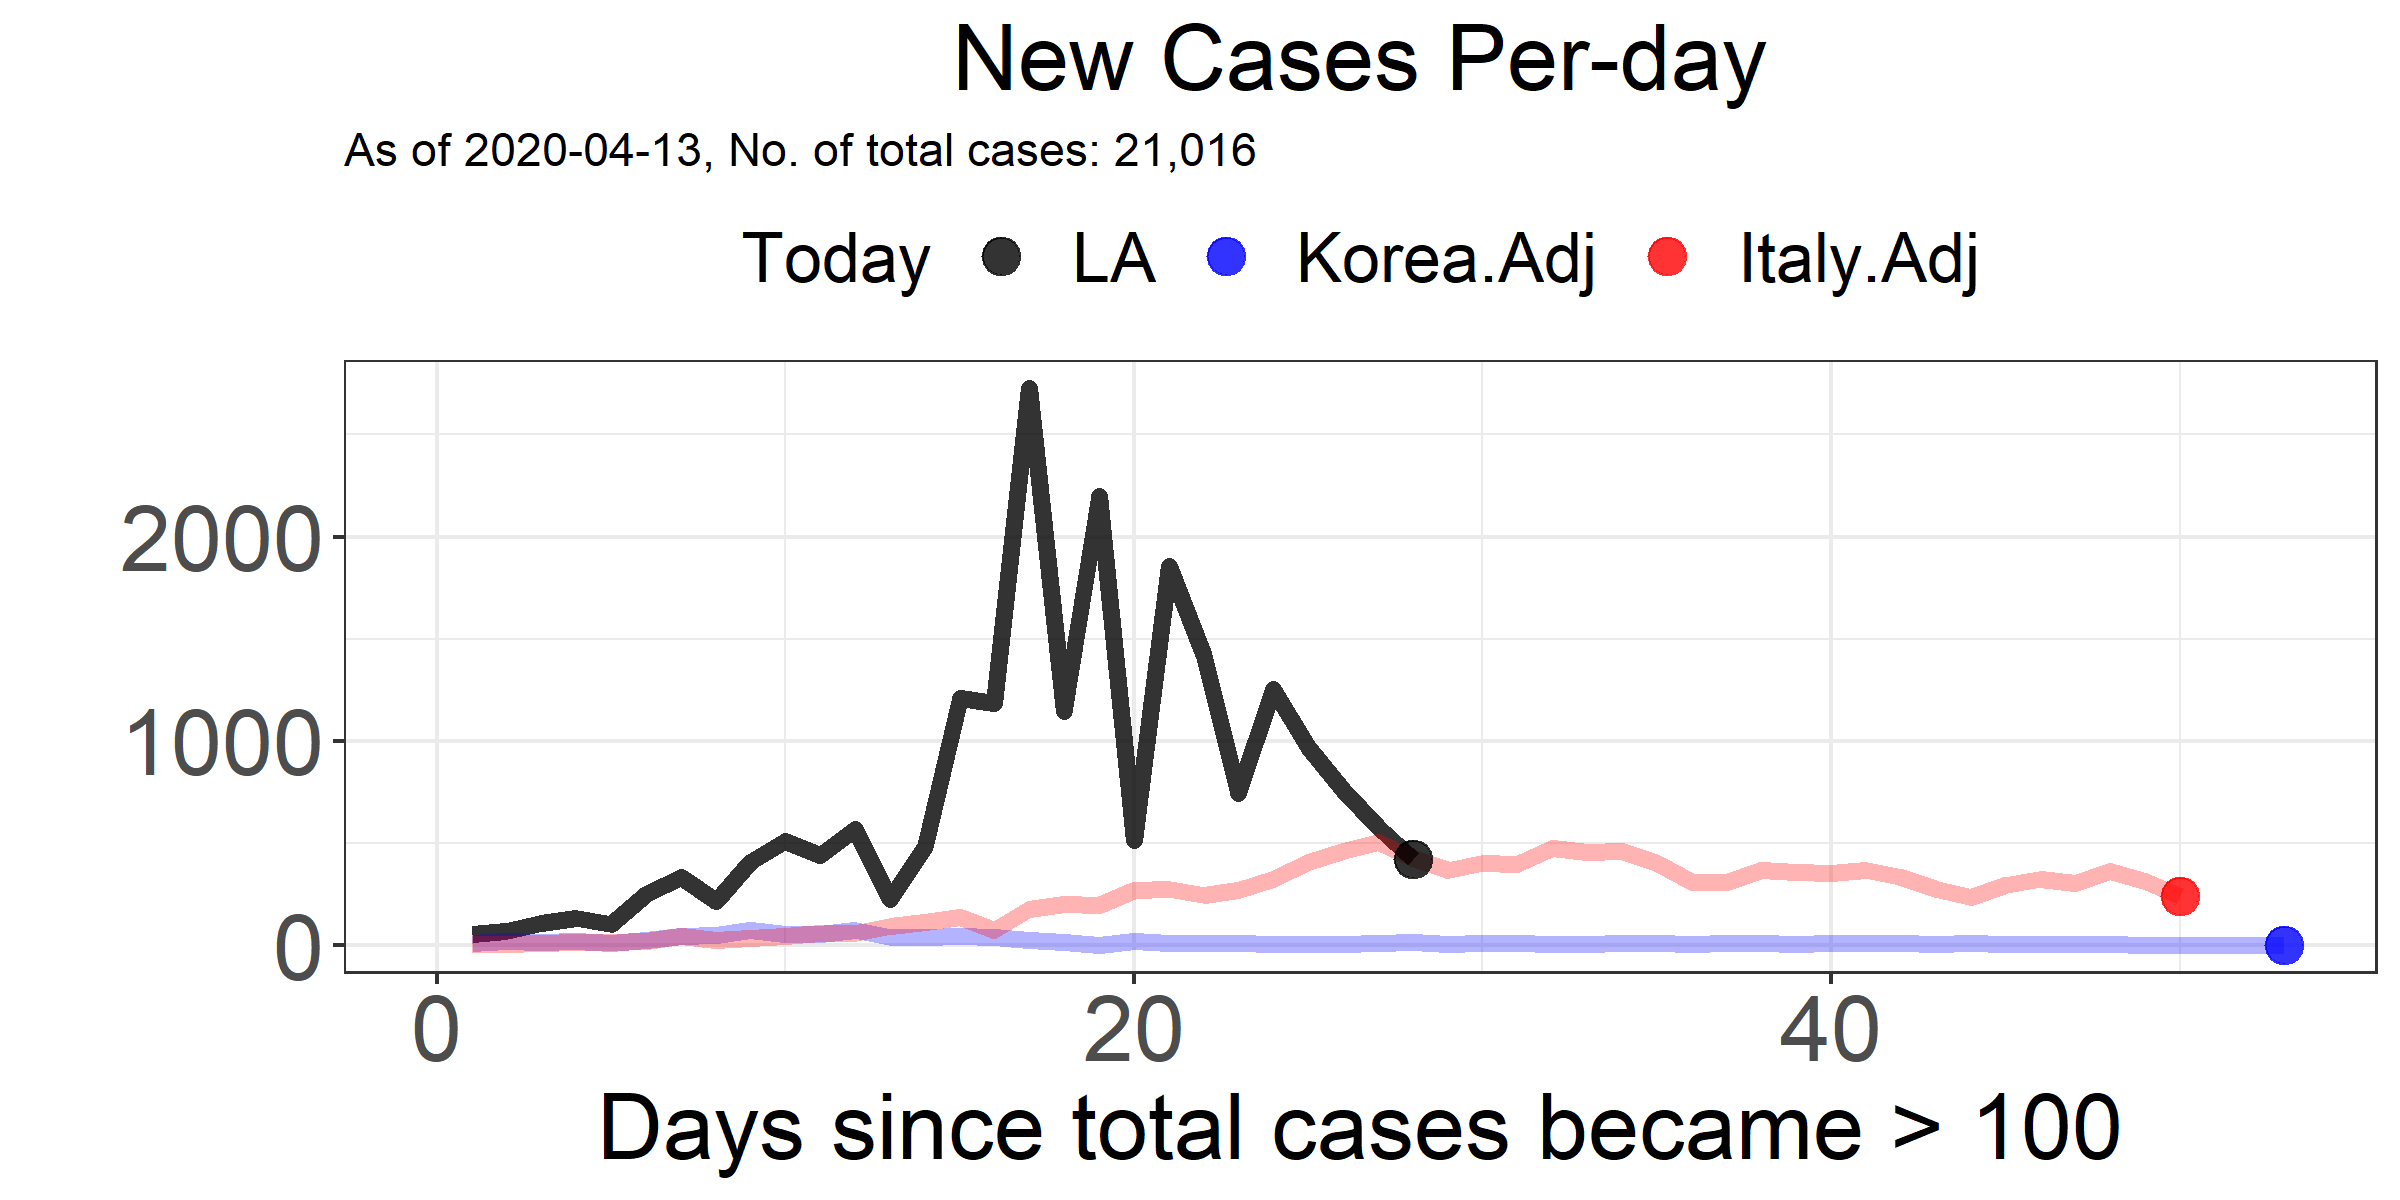 New Cases Per-day
As of 2020-04-13, No. of total cases: 21,016
Today LA Korea.Adj Italy.Adj
2000
1000
0
0 20 40
Days since total cases became > 100